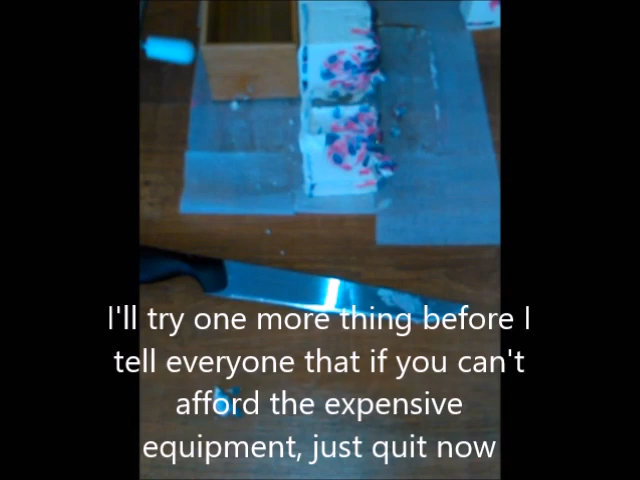 I'll try one more thing before I
tell everyone that if you can't
afford the expensive
equipment, just quit now